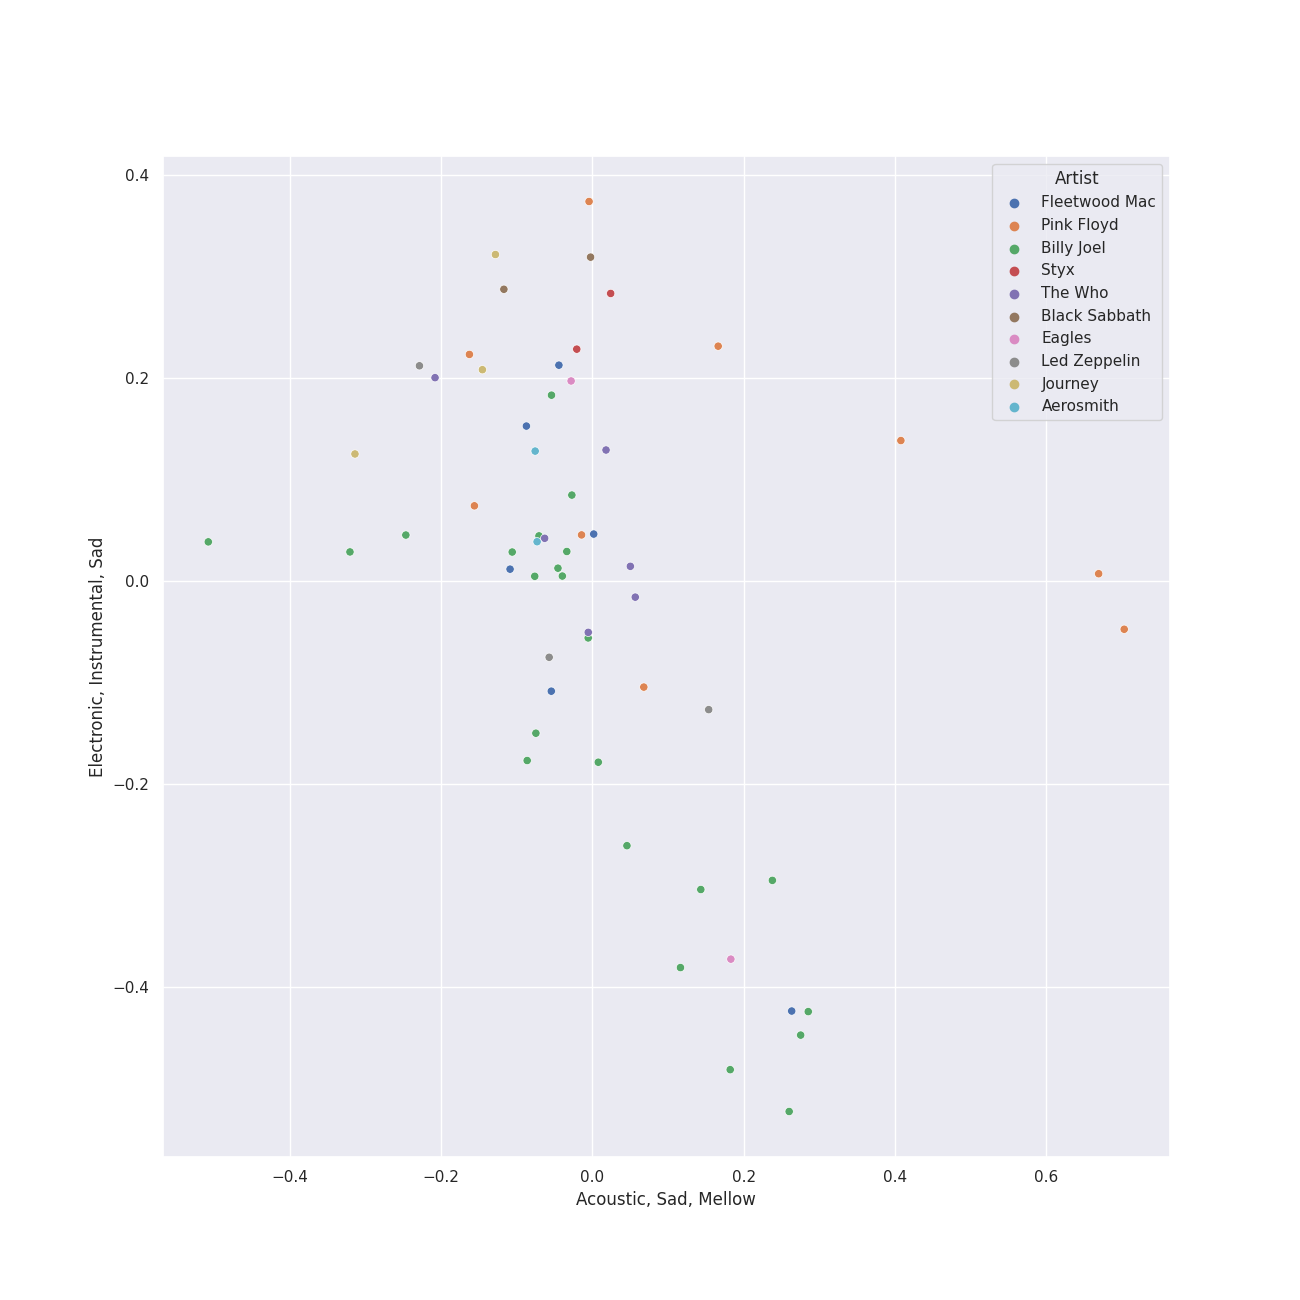 Artist
Fleetwood Mac
Pink Floyd
Billy Joel
Styx
The Who
Black Sabbath
Eagles
Led Zeppelin
Journey
Aerosmith
0.4
0.2
0.0
−0.2
−0.4
Electronic, Instrumental, Sad
−0.4 −0.2 0.0 0.2 0.4 0.6
Acoustic, Sad, Mellow